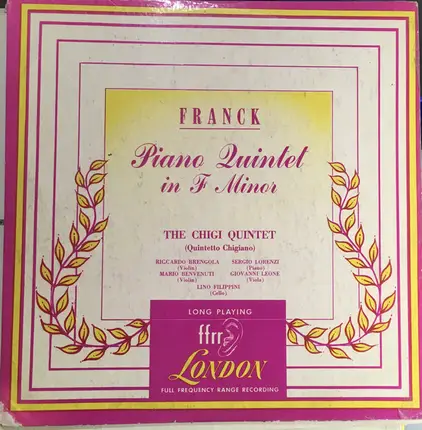 FRANCK
Piano Quintet
in F Minor
THE CHIGI QUINTET
(Quintetto Chigiano)
RICCARDO BRENGOLA SERGIO LORENZI
(Violin) (Piano)
MARIO BENVENUTI GIOVANNI LEONE
(Violin) (Viola)
LINO FILIPPINI
(Cello)
LONG PLAYING
ffrr
LONDON
FULL FREQUENCY RANGE RECORDING